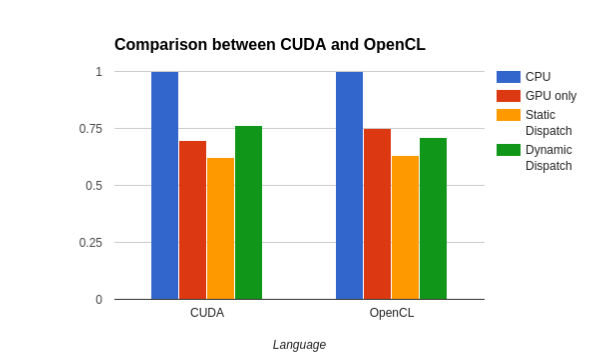 Comparison between CUDA and OpenCL
1
0.75
0.5
0.25
0
CUDA
OpenCL
Language
CPU
GPU only
Static
Dispatch
Dynamic
Dispatch